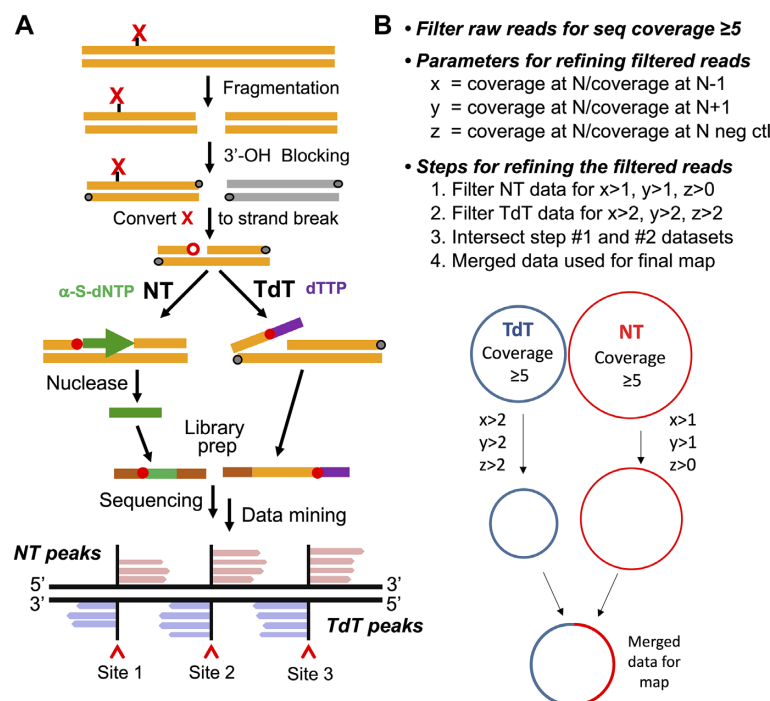 A
X
Fragmentation
X
3'-OH Blocking
X
Convert X to strand break
α-S-dNTP NT TdT dTTP
Nuclease
Library
prep
Sequencing
Data mining
NT peaks
5' 3'
3' 5'
TdT peaks
Site 1 Site 2 Site 3
B
• Filter raw reads for seq coverage ≥5
• Parameters for refining filtered reads
x = coverage at N/coverage at N-1
y = coverage at N/coverage at N+1
z = coverage at N/coverage at N neg ctl
• Steps for refining the filtered reads
1. Filter NT data for x>1, y>1, z>0
2. Filter TdT data for x>2, y>2, z>2
3. Intersect step #1 and #2 datasets
4. Merged data used for final map
TdT
Coverage
≥5
NT
Coverage
≥5
x>2
y>2
z>2
x>1
y>1
z>0
Merged
data for
map